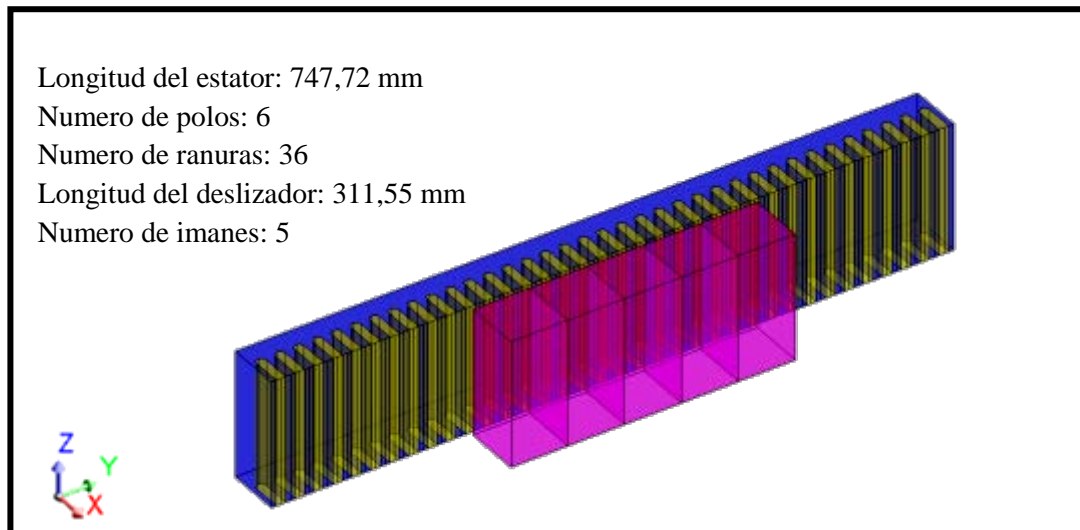 Longitud del estator: 747,72 mm
Numero de polos: 6
Numero de ranuras: 36
Longitud del deslizador: 311,55 mm
Numero de imanes: 5
Z
Y
X